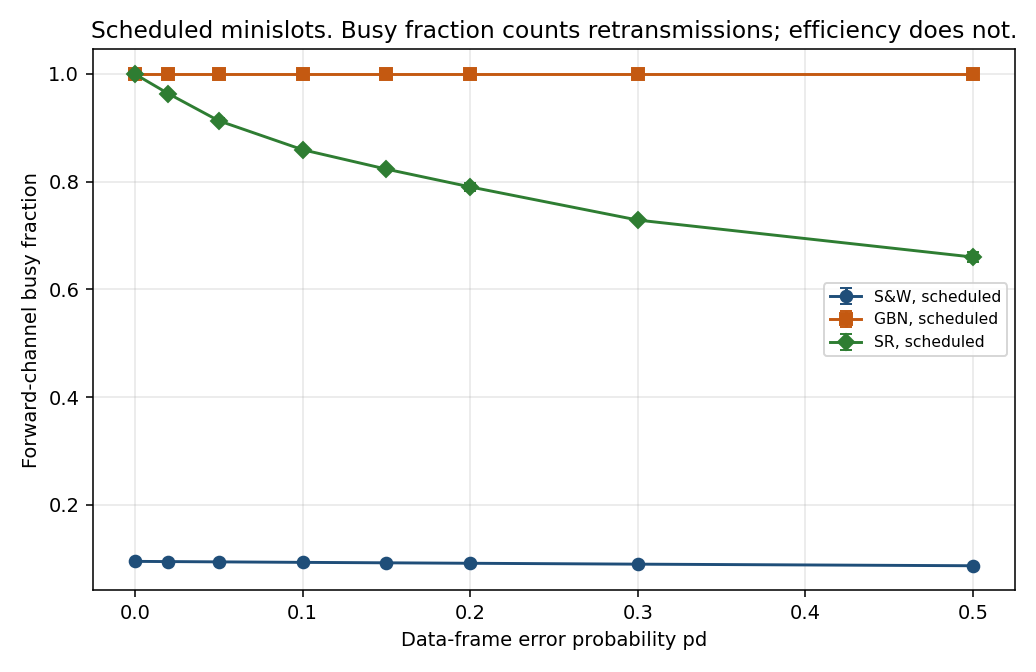 Scheduled minislots. Busy fraction counts retransmissions; efficiency does not.
Forward-channel busy fraction
1.0
0.8
0.6
0.4
0.2
S&W, scheduled
GBN, scheduled
SR, scheduled
0.0 0.1 0.2 0.3 0.4 0.5
Data-frame error probability pd